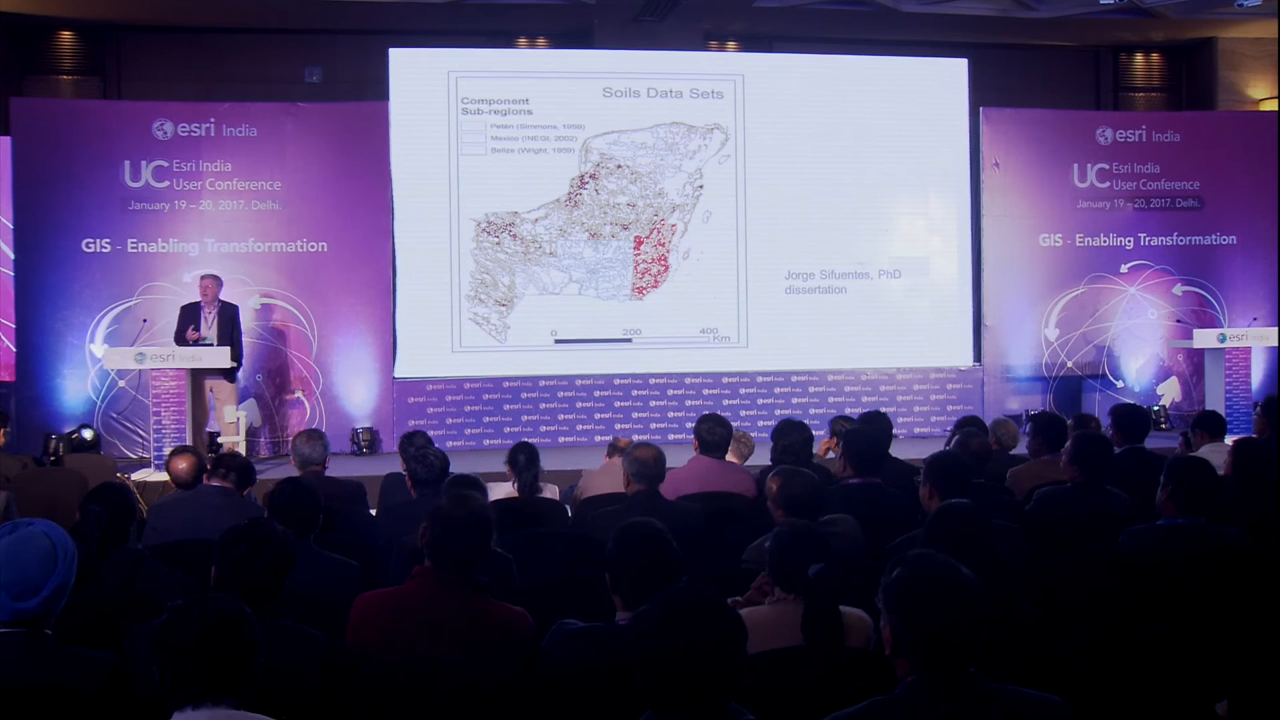 esri India
UC Esri India
User Conference
January 19 – 20, 2017. Delhi.
GIS - Enabling Transformation
esri India
Soils Data Sets
Component
Sub-regions
Petén (Simmons, 1959)
Mexico (INEGI, 2002)
Belize (Wright, 1959)
0 200 400
Km
Jorge Sifuentes, PhD
dissertation
esri India
UC Esri India
User Conference
January 19 – 20, 2017. Delhi.
GIS - Enabling Transformation
esri India